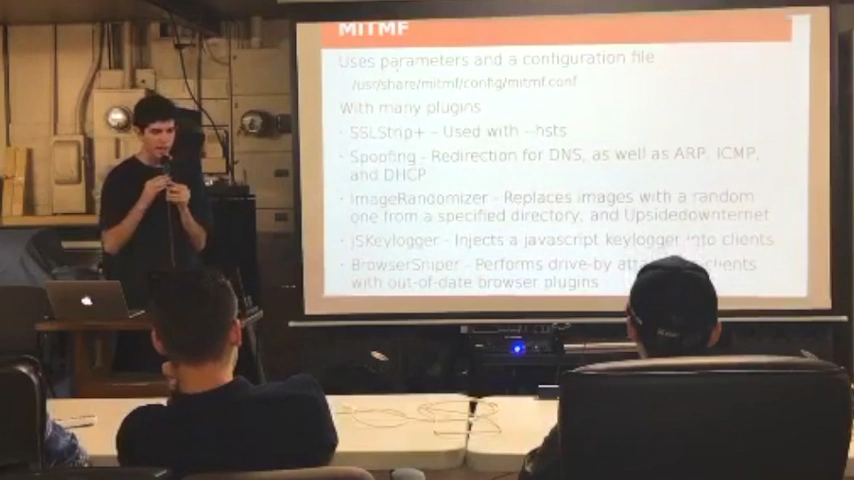 MITMF
Uses parameters and a configuration file
/usr/share/mitmf/config/mitmf.conf
With many plugins
· SSLStrip+ - Used with --hsts
· Spoofing - Redirection for DNS, as well as ARP, ICMP,
and DHCP
· ImageRandomizer - Replaces images with a random
one from a specified directory, and Upsidedownternet
· JSKeylogger - Injects a javascript keylogger into clients
· BrowserSniper - Performs drive-by clients
with out-of-date browser plugins